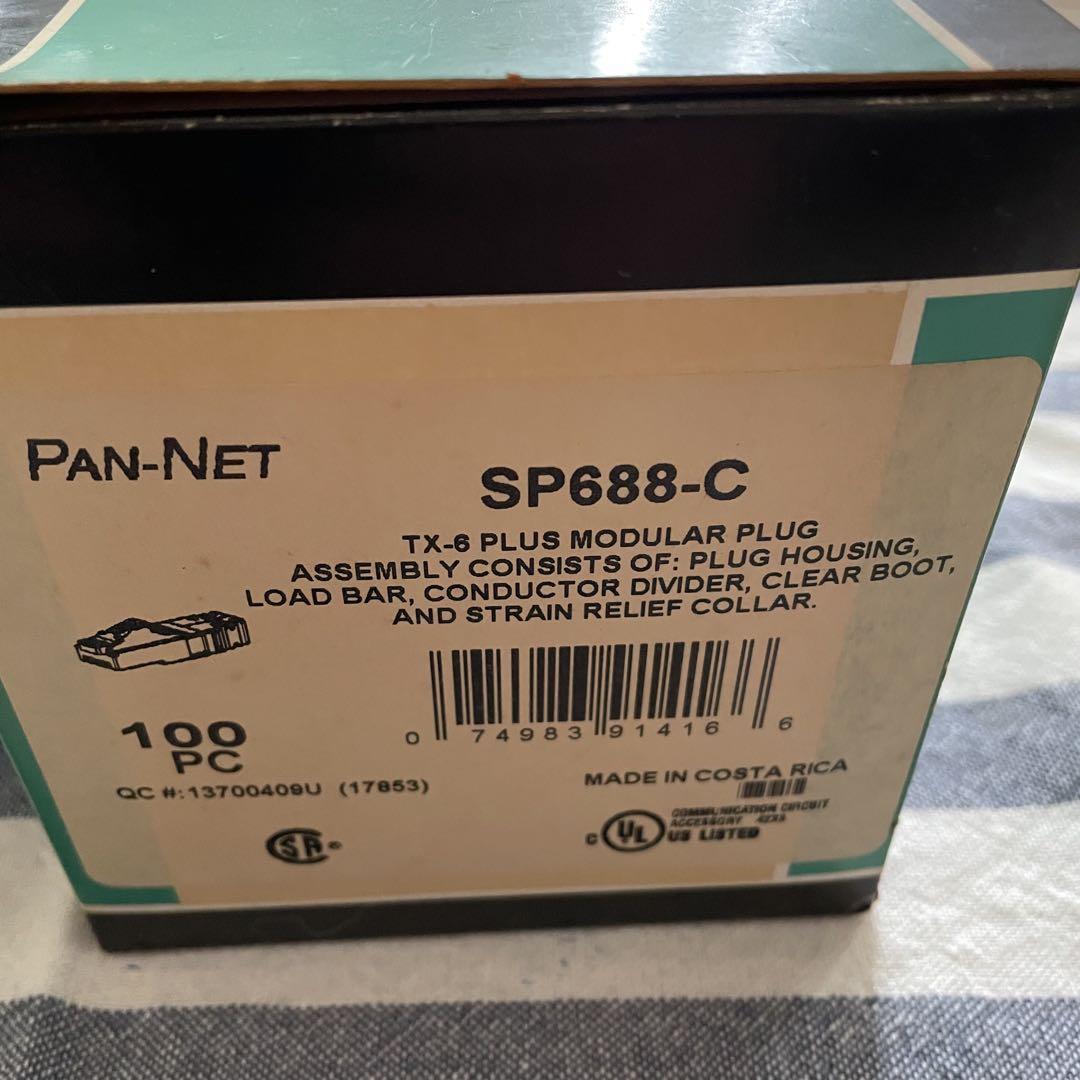 PAN-NET
SP688-C
TX-6 PLUS MODULAR PLUG
ASSEMBLY CONSISTS OF: PLUG HOUSING,
LOAD BAR, CONDUCTOR DIVIDER, CLEAR BOOT,
AND STRAIN RELIEF COLLAR.
100
PC
0 74983 91416 6
QC #:13700409U (17853)
MADE IN COSTA RICA
SA
C UL US LISTED
COMMUNICATION CIRCUIT
ACCESSORY